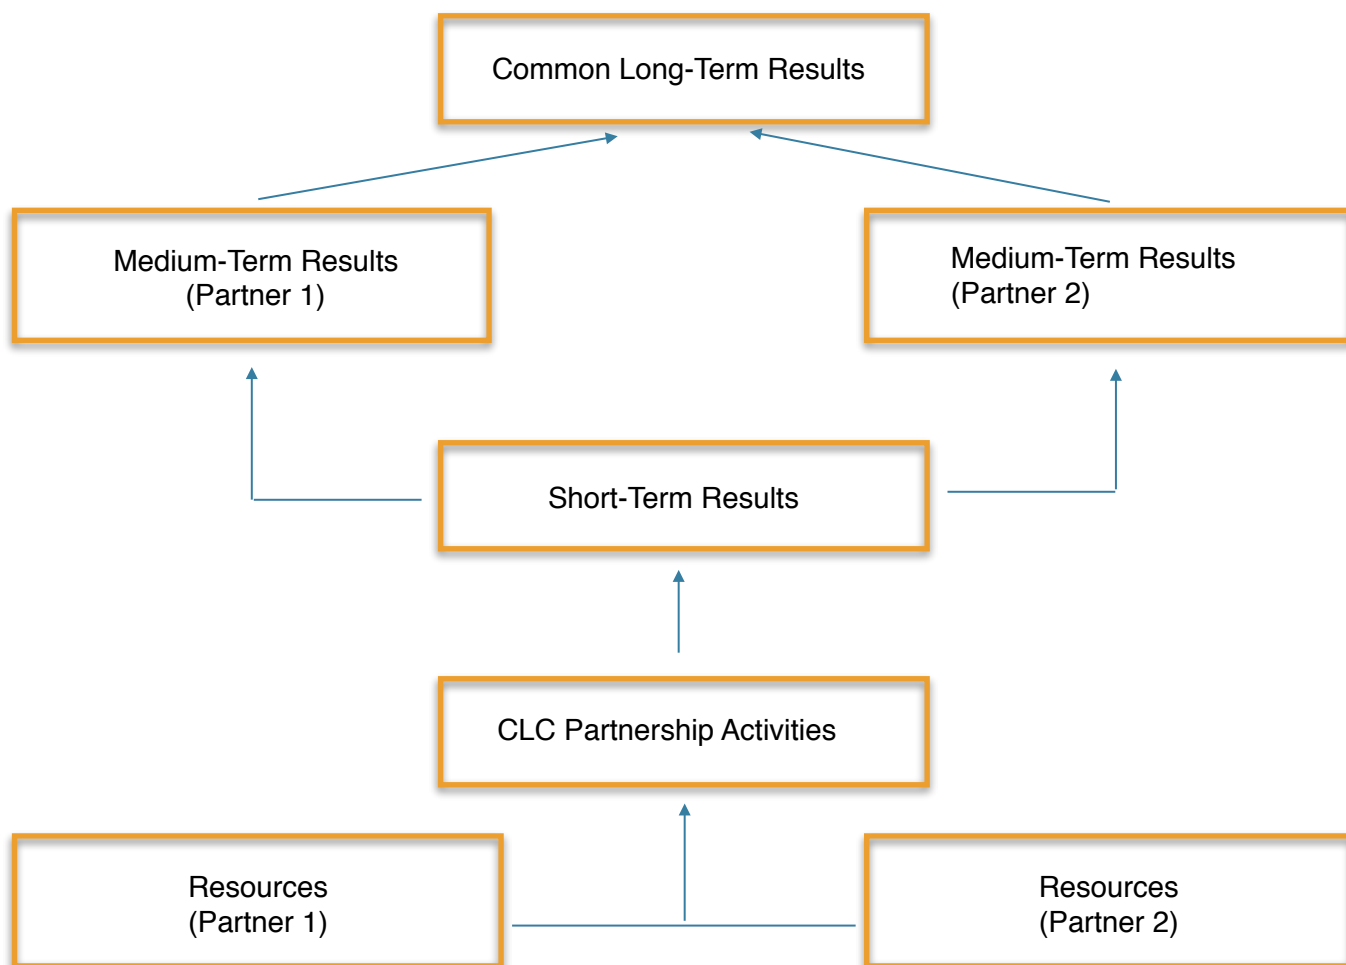 Common Long-Term Results
Medium-Term Results
(Partner 1)
Medium-Term Results
(Partner 2)
Short-Term Results
CLC Partnership Activities
Resources
(Partner 1)
Resources
(Partner 2)